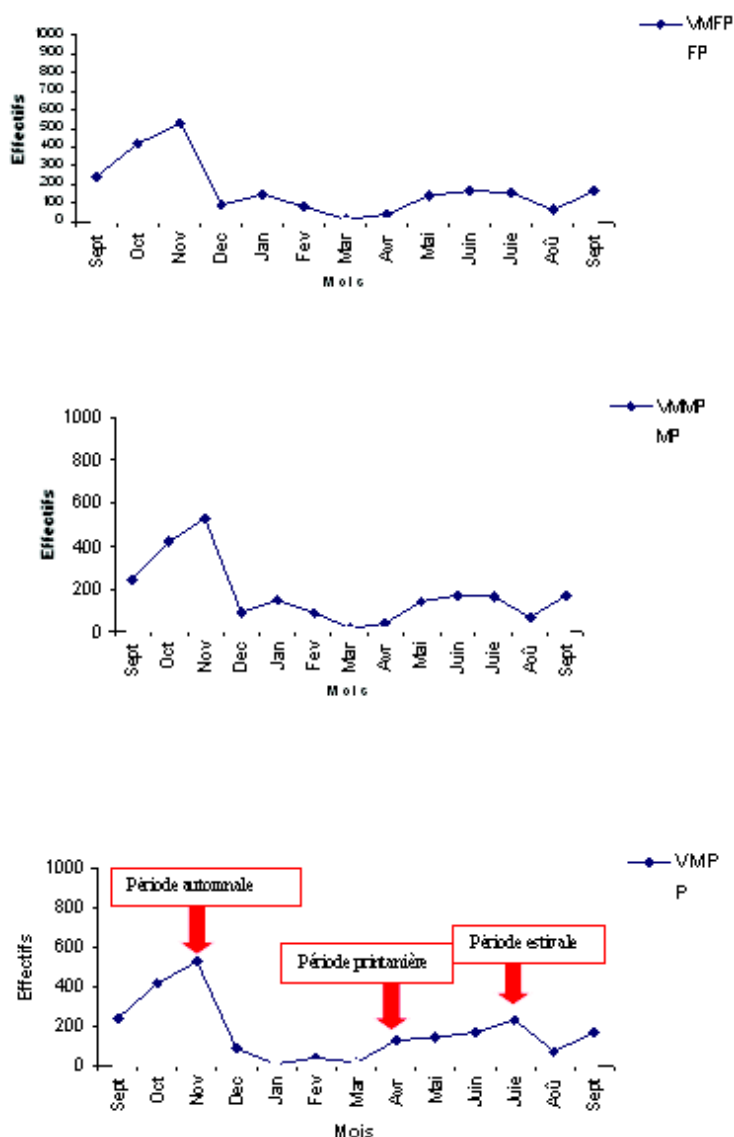 VMFP
FP
1000
900
800
700
600
500
400
300
200
100
0
Effectifs
Sept Oct Nov Dec Jan Fev Mar Avr Mai Juin Juie Aoû Sept
Mois
VMMP
MP
1000
800
600
400
200
0
Effectifs
Sept Oct Nov Dec Jan Fev Mar Avr Mai Juin Juie Aoû Sept
Mois
VMP
P
1000
800
600
400
200
0
Effectifs
Période automnale
Période printanière
Période estivale
Sept Oct Nov Dec Jan Fev Mar Avr Mai Juin Juie Aoû Sept
Mois